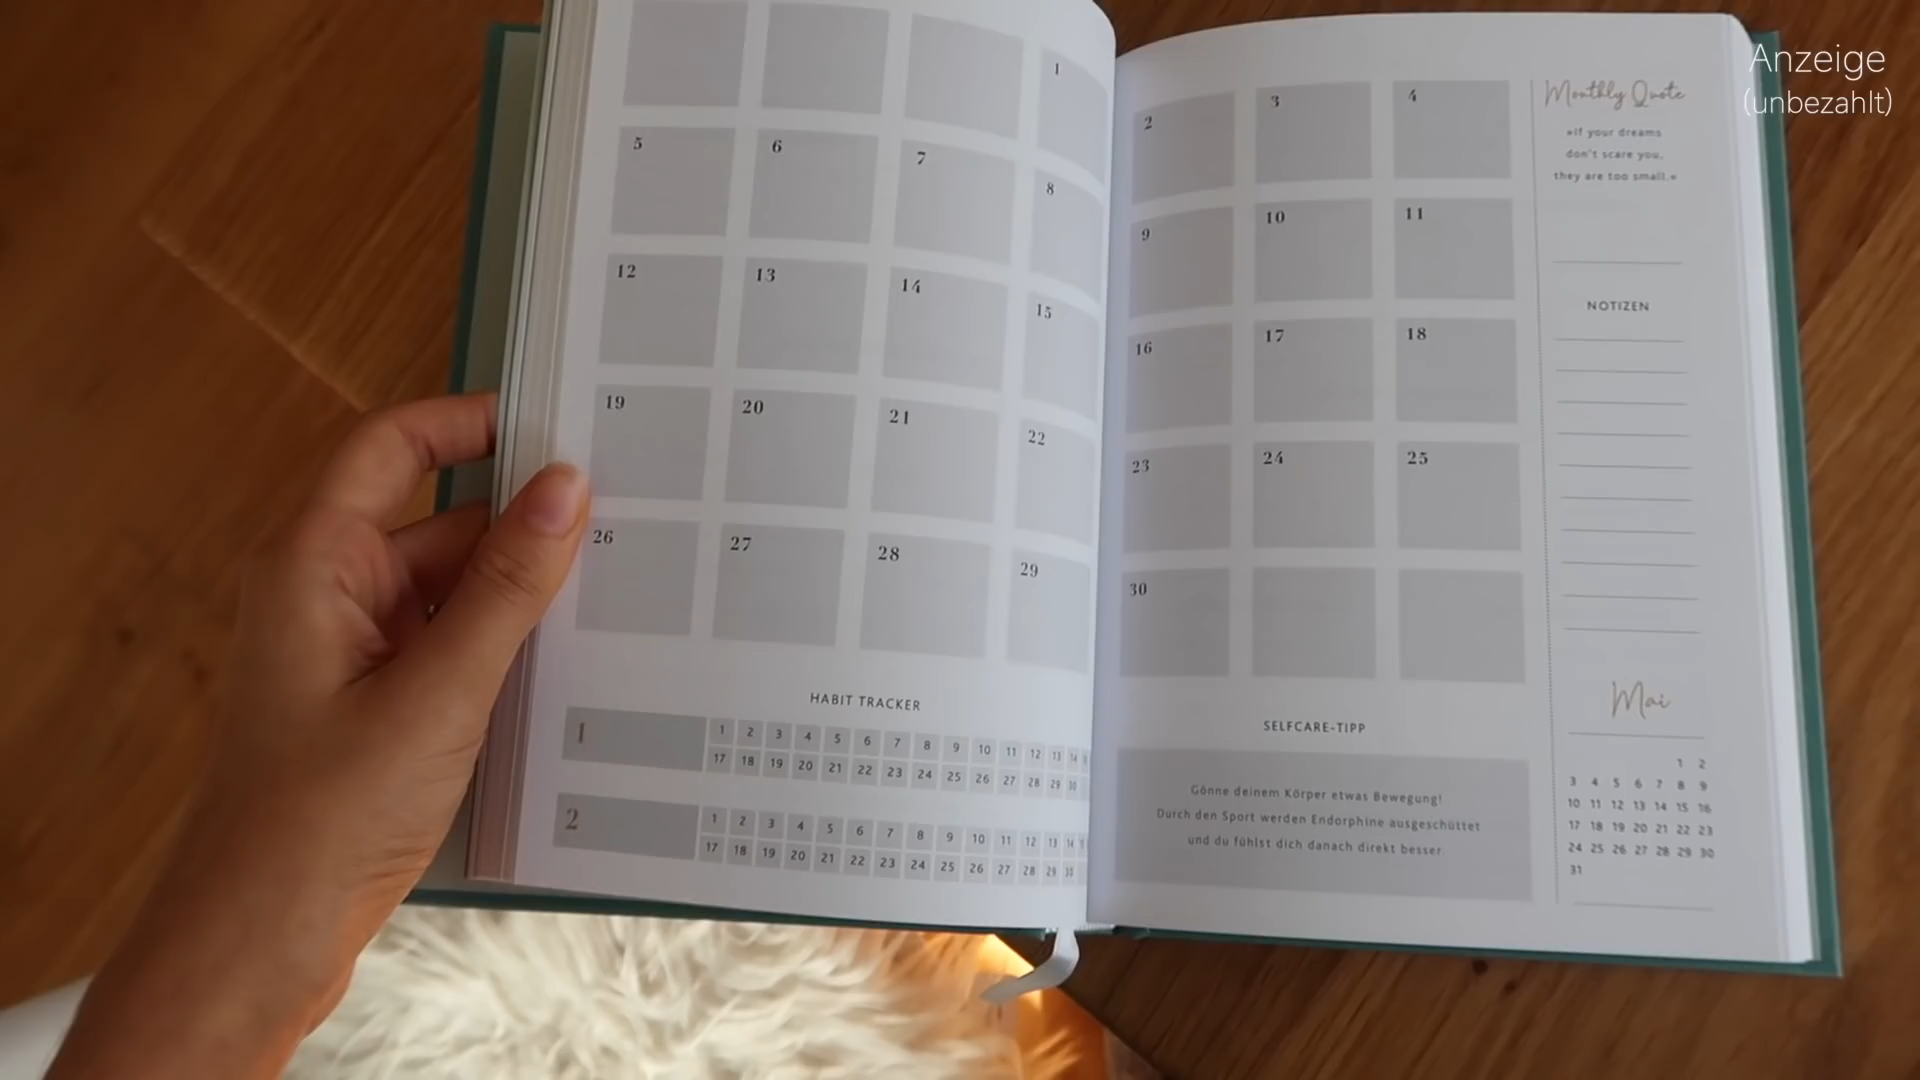 Anzeige
(unbezahlt)
1
5 6 7 8
12 13 14 15
19 20 21 22
26 27 28 29
HABIT TRACKER
1
1 2 3 4 5 6 7 8 9 10 11 12 13 14
17 18 19 20 21 22 23 24 25 26 27 28 29 30
2
1 2 3 4 5 6 7 8 9 10 11 12 13 14
17 18 19 20 21 22 23 24 25 26 27 28 29 30
2 3 4
9 10 11
16 17 18
23 24 25
30
SELFCARE-TIPP
Gönne deinem Körper etwas Bewegung!
Durch den Sport werden Endorphine ausgeschüttet
und du fühlst dich danach direkt besser.
Monthly Quote
»If your dreams
don't scare you,
they are too small.«
NOTIZEN
Mai
1 2
3 4 5 6 7 8 9
10 11 12 13 14 15 16
17 18 19 20 21 22 23
24 25 26 27 28 29 30
31